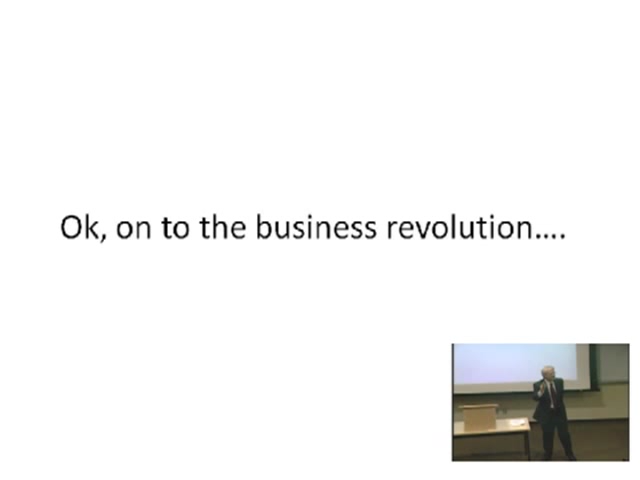 Ok, on to the business revolution….